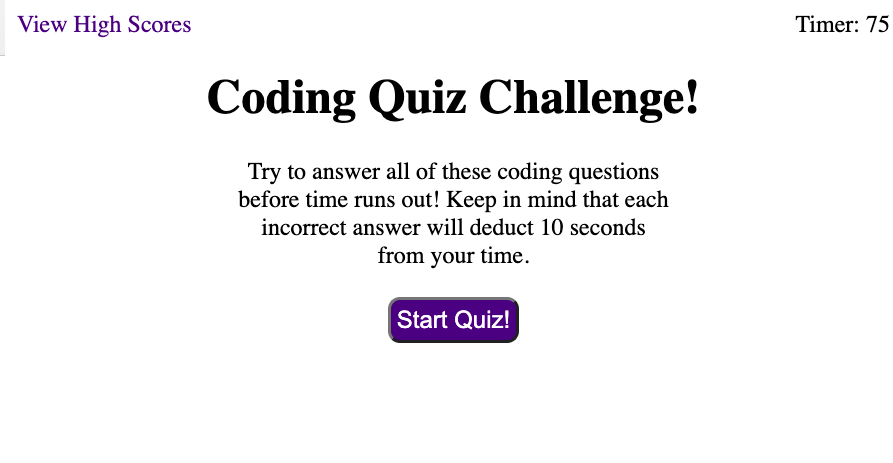 View High Scores
Timer: 75
Coding Quiz Challenge!
Try to answer all of these coding questions
before time runs out! Keep in mind that each
incorrect answer will deduct 10 seconds
from your time.
Start Quiz!